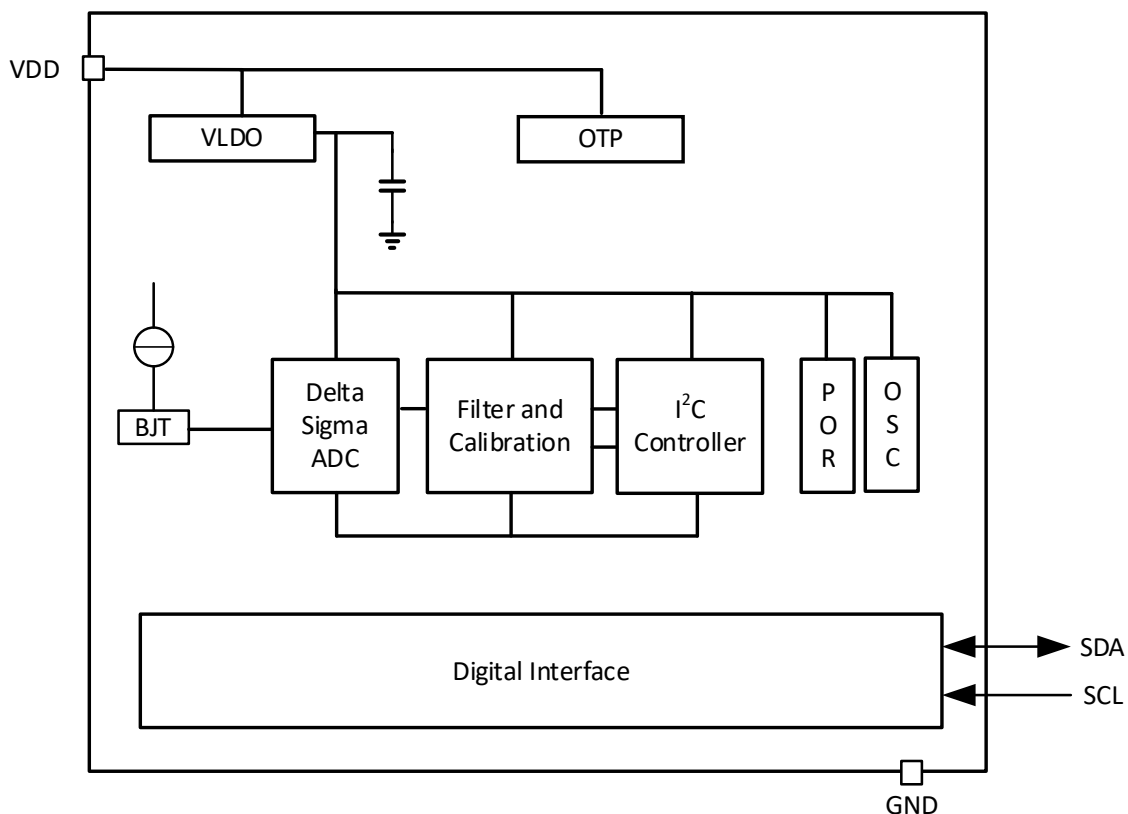 VDD
VLDO
OTP
BJT
Delta
Sigma
ADC
Filter and
Calibration
I²C
Controller
P
O
R
O
S
C
Digital Interface
SDA
SCL
GND